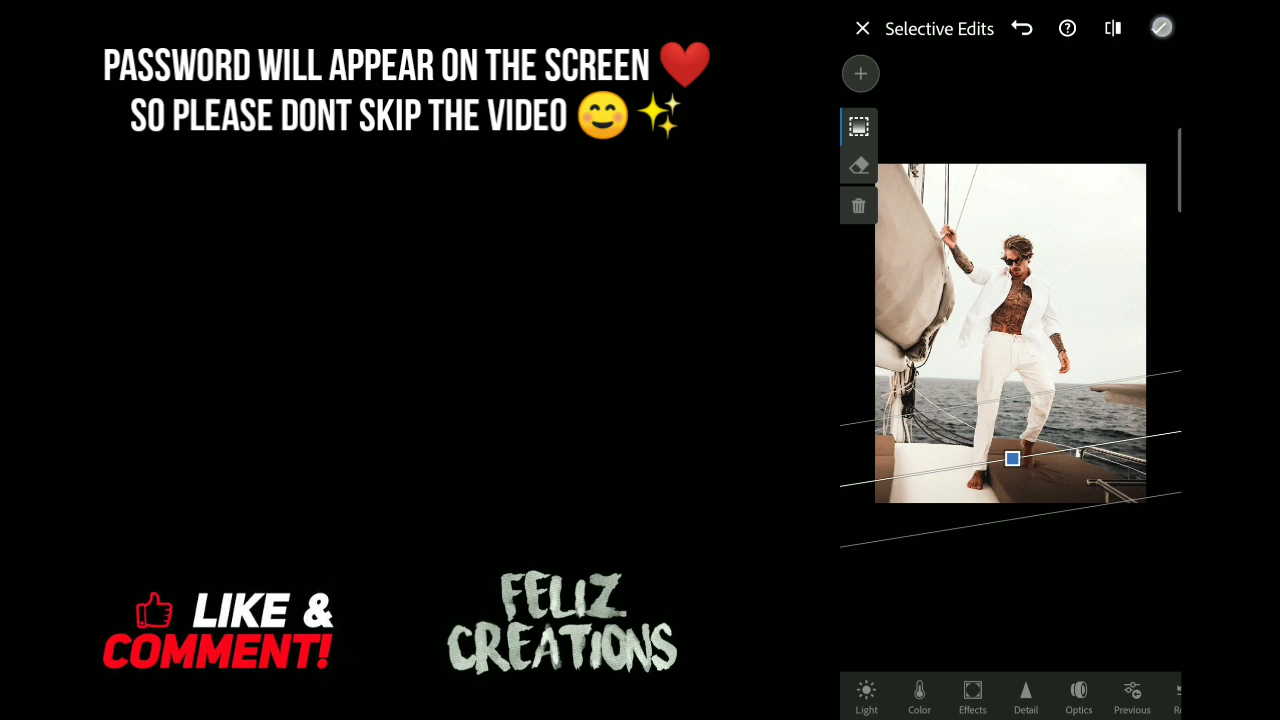 PASSWORD WILL APPEAR ON THE SCREEN ❤️
SO PLEASE DONT SKIP THE VIDEO 😊✨
LIKE &
COMMENT!
FELIZ
CREATIONS
Selective Edits
Light Color Effects Detail Optics Previous